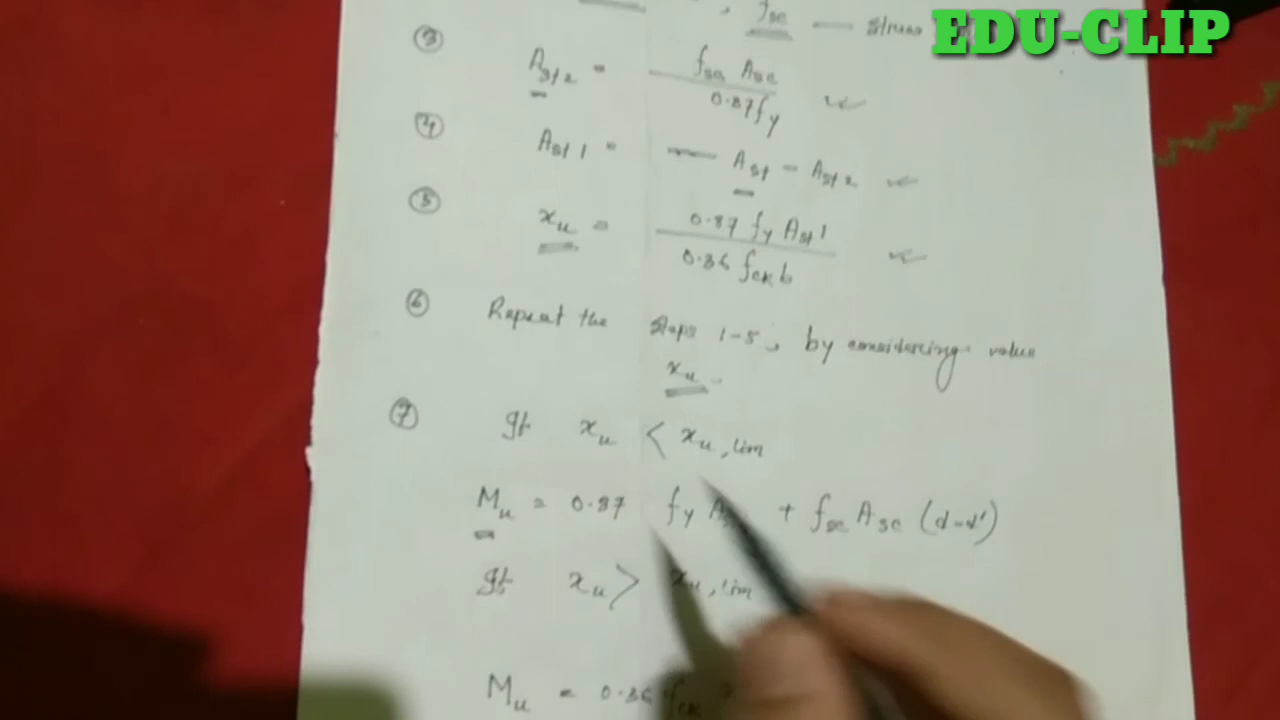 EDU-CLIP
, fsc — Stress
③ Ast2 = fsc Asc / 0.87fy
④ Ast1 = — Ast - Ast2
⑤ xu = 0.87 fy Ast1 / 0.36 fck b
⑥ Repeat the steps 1-5, by considering value
xu.
⑦ If xu < xu,lim
Mu = 0.87 fy A + fsc Asc (d-d')
If xu > xu,lim
Mu = 0.36 fck